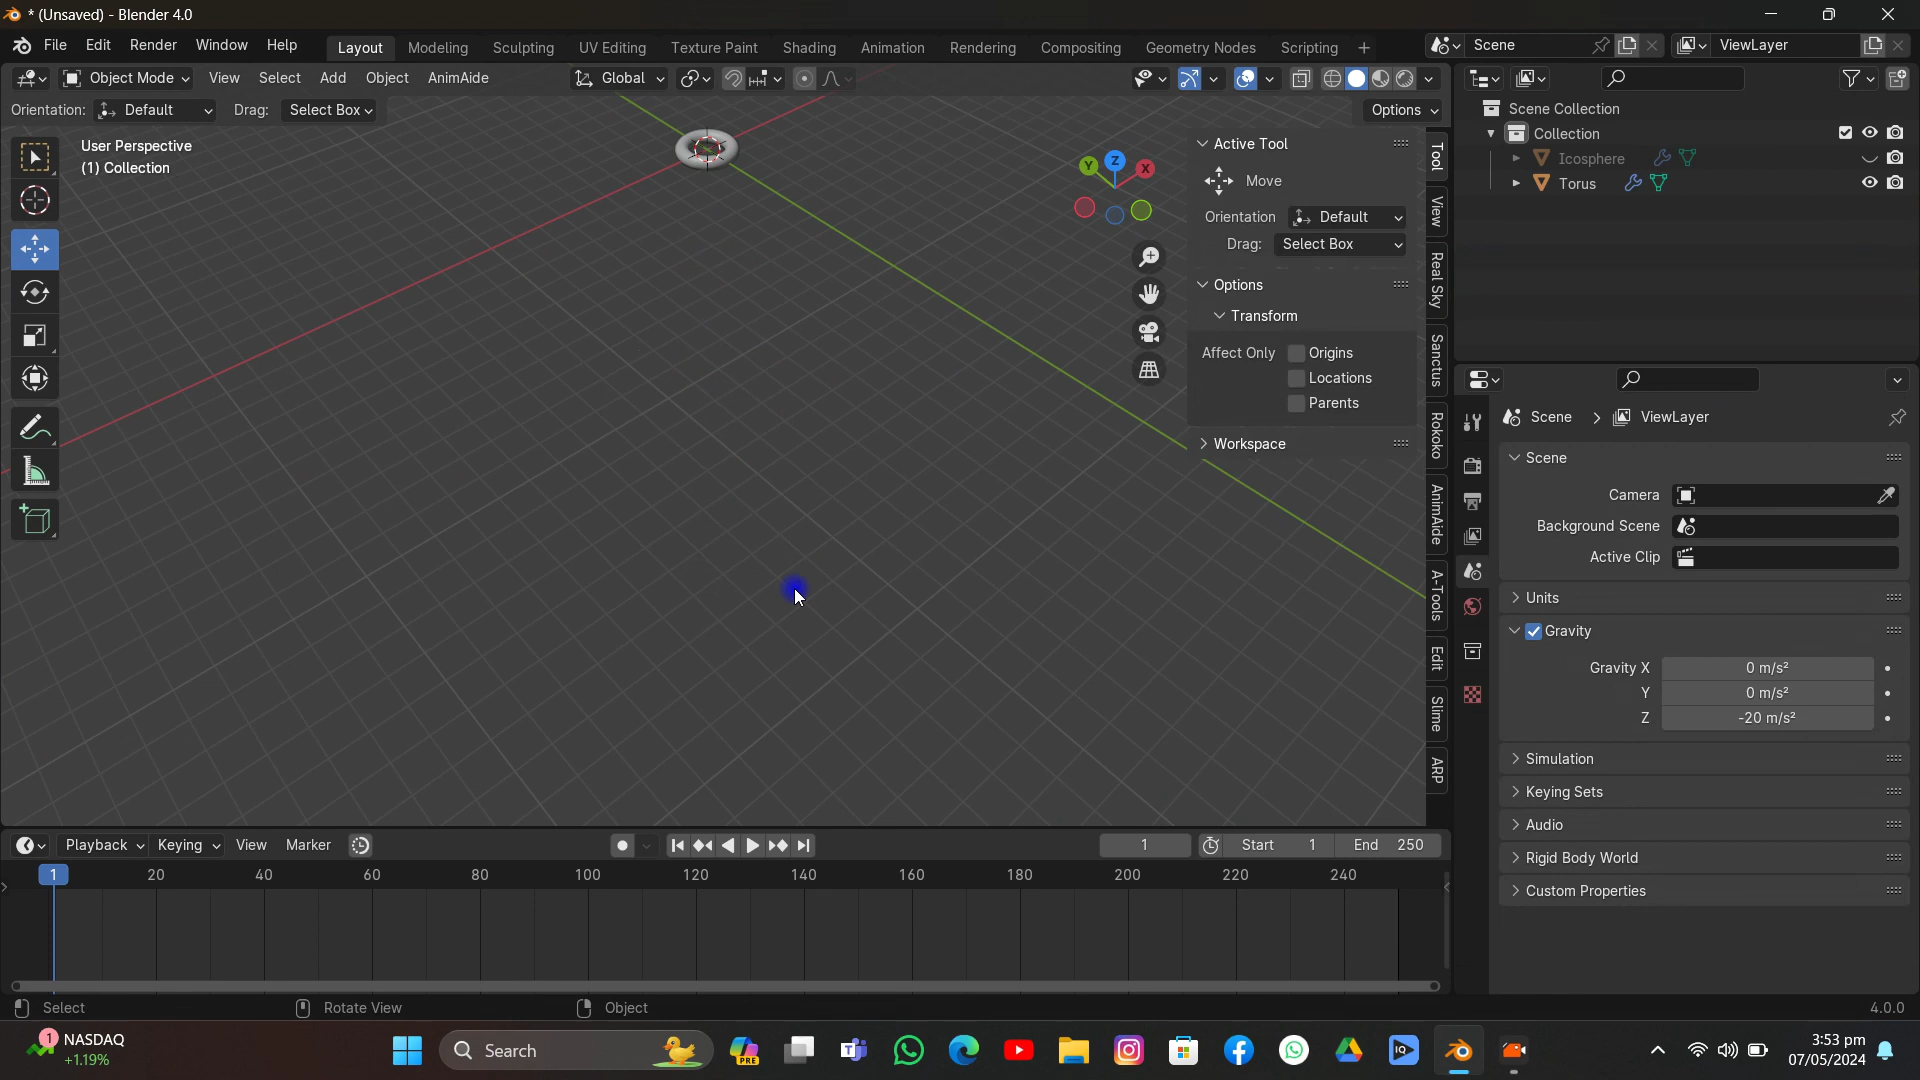 * (Unsaved) - Blender 4.0
File Edit Render Window Help Layout Modeling Sculpting UV Editing Texture Paint Shading Animation Rendering Compositing Geometry Nodes Scripting + Scene ViewLayer
Object Mode View Select Add Object AnimAide Global
Orientation: Default Drag: Select Box Options
User Perspective
(1) Collection
Y Z X
Active Tool
Move
Orientation Default
Drag: Select Box
Options
Transform
Affect Only Origins
Locations
Parents
Workspace
Tool
View
Real Sky
Sanctus
Rokoko
AnimAide
A-Tools
Edit
Slime
ARP
Scene Collection
Collection
Icosphere
Torus
Scene > ViewLayer
Scene
Camera
Background Scene
Active Clip
Units
Gravity
Gravity X 0 m/s²
Y 0 m/s²
Z -20 m/s²
Simulation
Keying Sets
Audio
Rigid Body World
Custom Properties
Playback Keying View Marker 1 Start 1 End 250
1 20 40 60 80 100 120 140 160 180 200 220 240
Select Rotate View Object 4.0.0
1 NASDAQ
+1.19%
Search
PRE
IQ
3:53 pm
07/05/2024